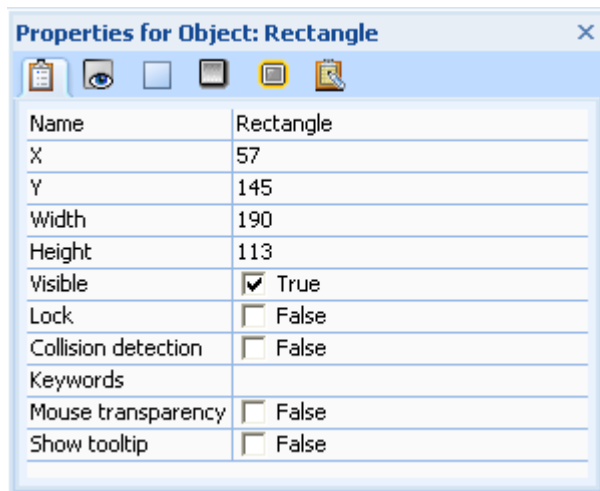 Properties for Object: Rectangle
Name Rectangle
X 57
Y 145
Width 190
Height 113
Visible True
Lock False
Collision detection False
Keywords
Mouse transparency False
Show tooltip False